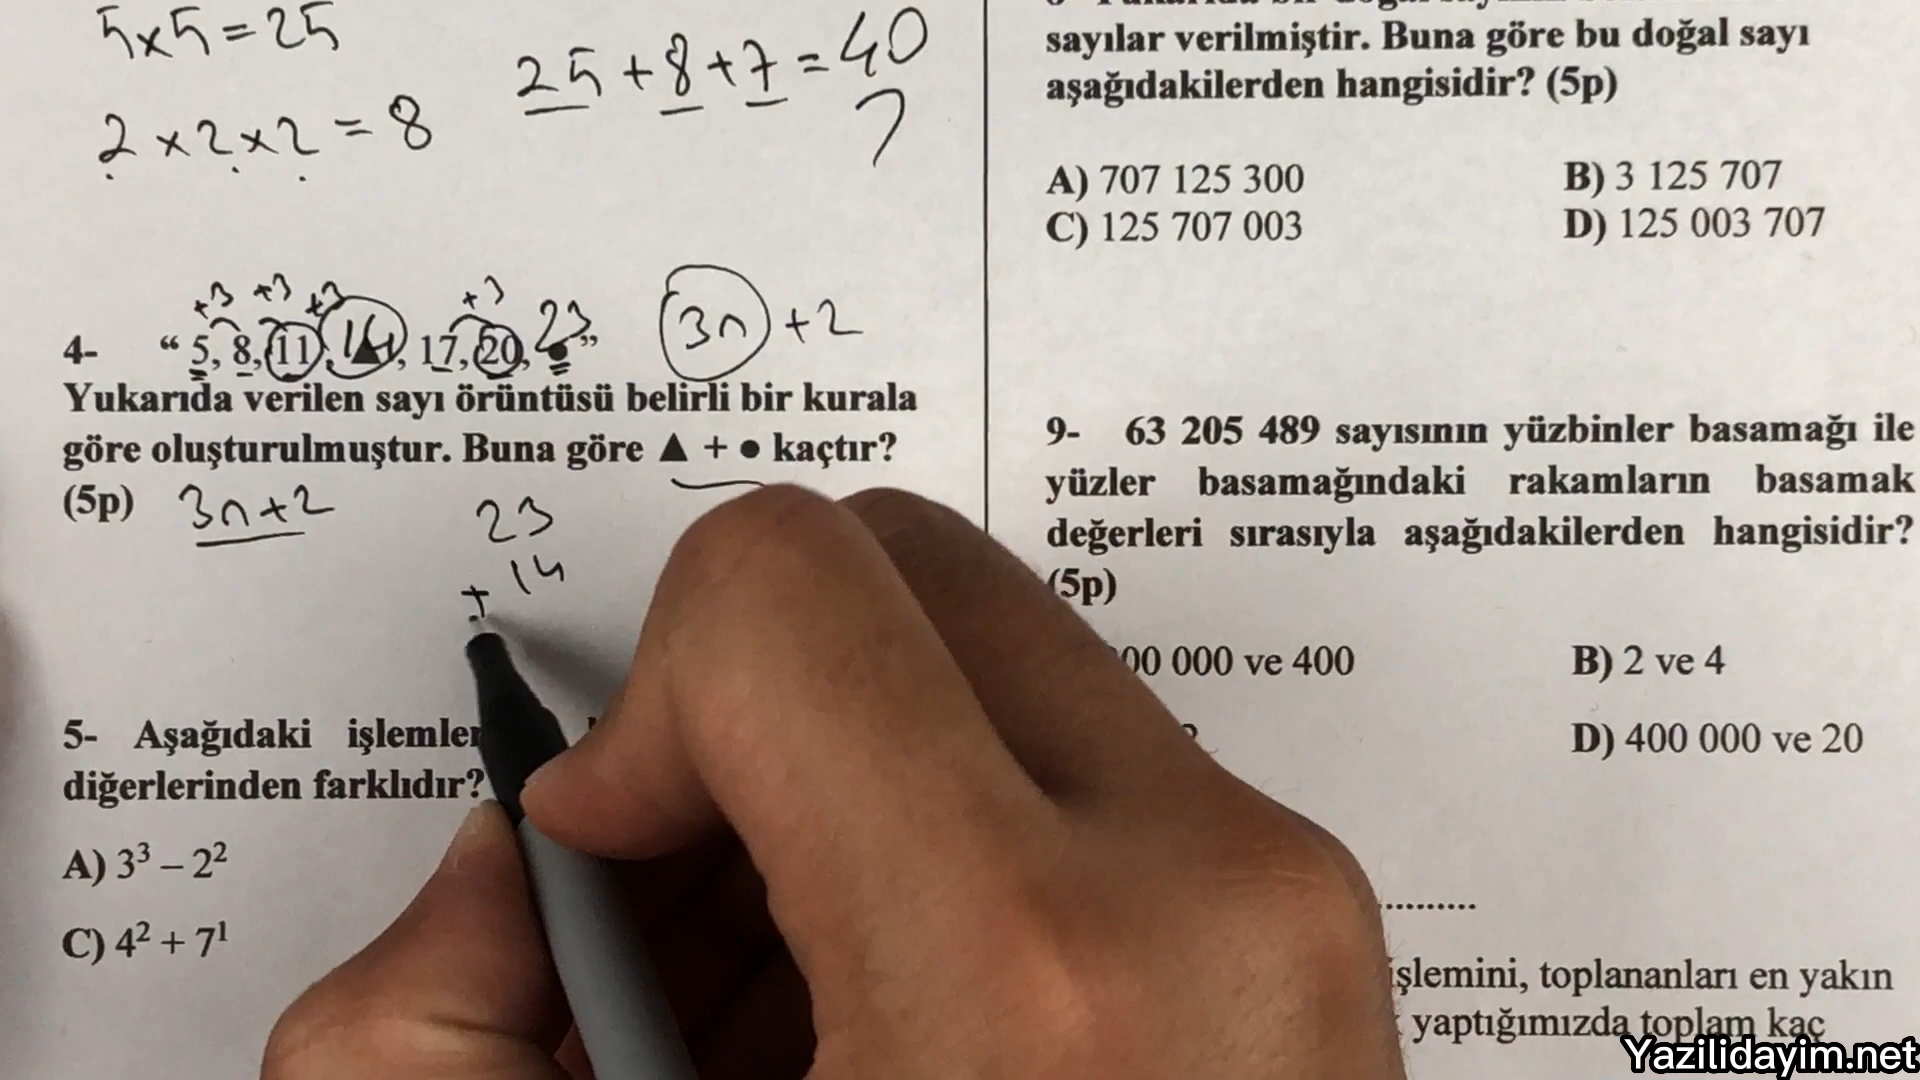 5x5=25
25+8+7=40
2x2x2=8
7
+3 +3 +3 +3
4- “ 5, 8, 11, 14▲, 17, 20, 23● ” 3n +2
Yukarıda verilen sayı örüntüsü belirli bir kurala
göre oluşturulmuştur. Buna göre ▲ + ● kaçtır?
(5p) 3n+2
23
+ 14
5- Aşağıdaki işlemler
diğerlerinden farklıdır?
A) 3³ – 2²
C) 4² + 7¹
sayılar verilmiştir. Buna göre bu doğal sayı
aşağıdakilerden hangisidir? (5p)
A) 707 125 300 B) 3 125 707
C) 125 707 003 D) 125 003 707
9- 63 205 489 sayısının yüzbinler basamağı ile
yüzler basamağındaki rakamların basamak
değerleri sırasıyla aşağıdakilerden hangisidir?
(5p)
00 000 ve 400 B) 2 ve 4
D) 400 000 ve 20
..........
işlemini, toplananları en yakın
yaptığımızda toplam kaç
Yazilidayim.net